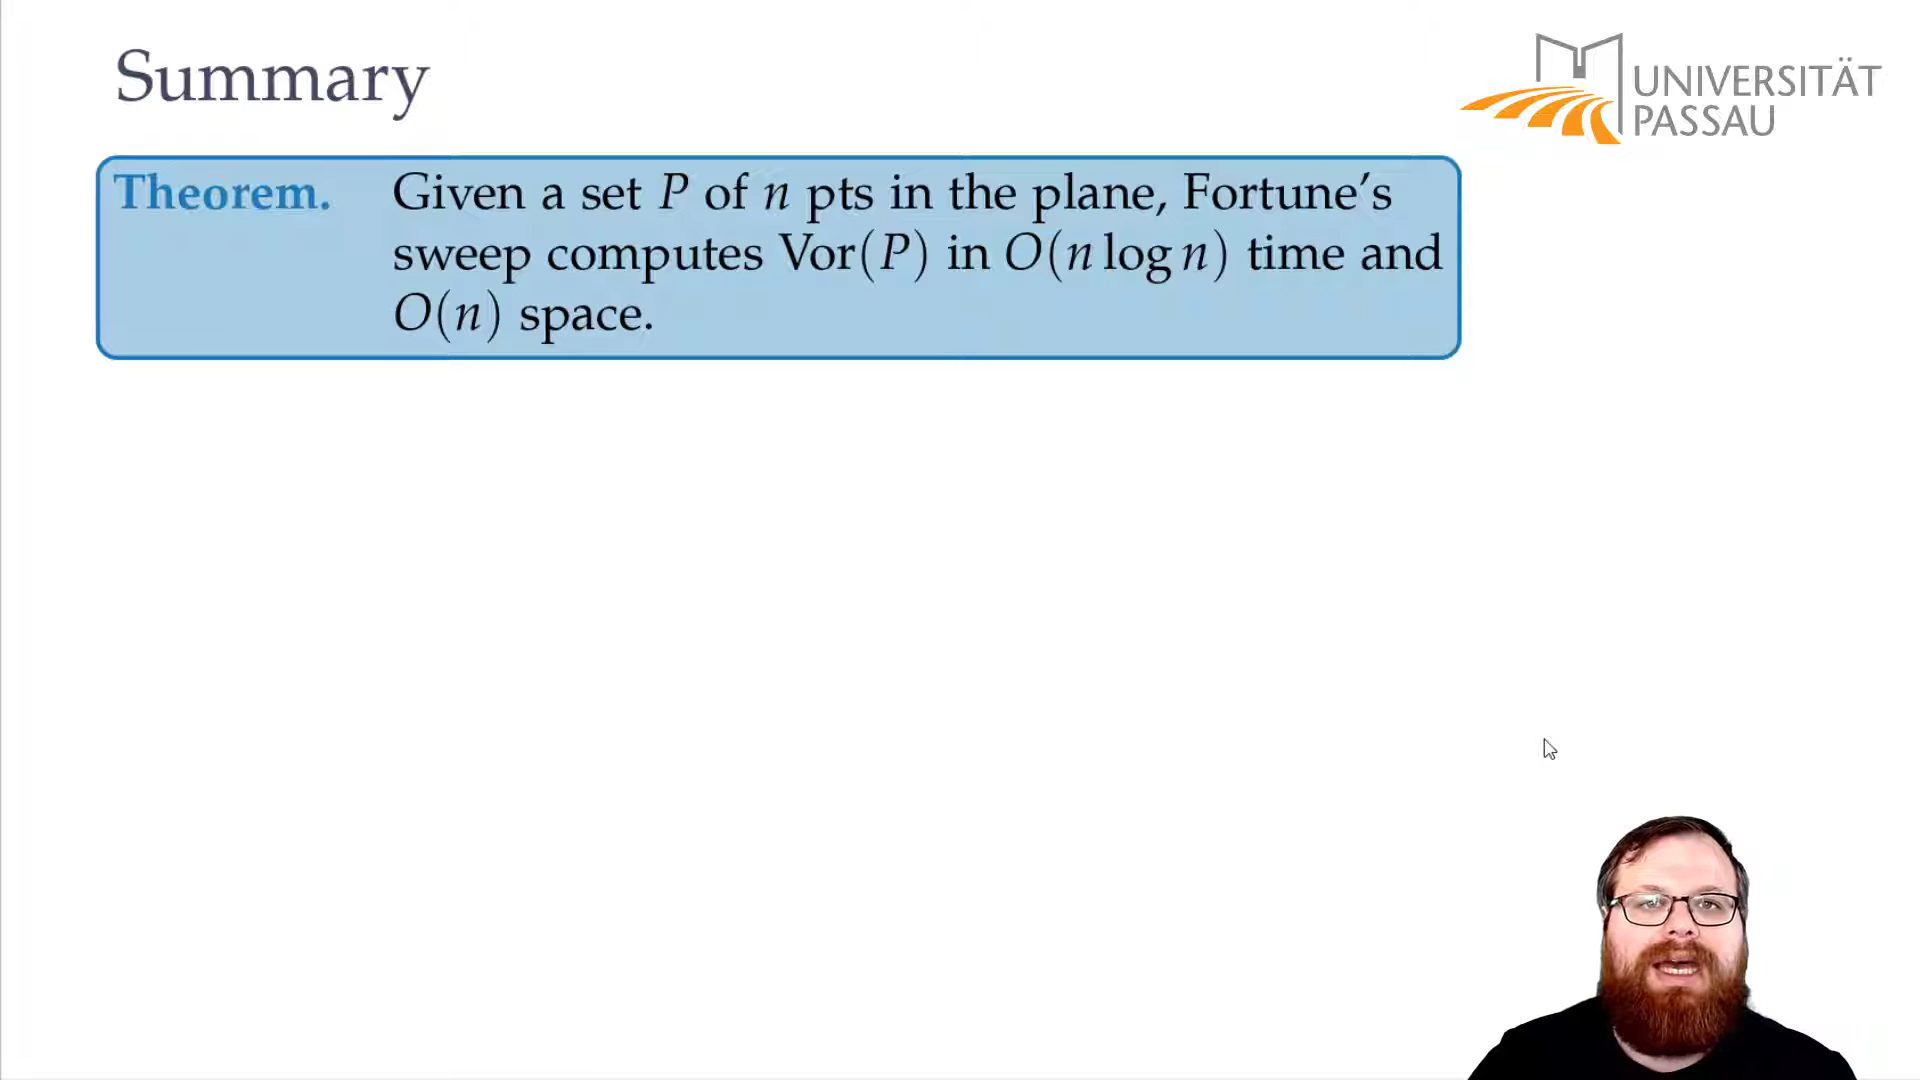 Summary
UNIVERSITÄT
PASSAU
Theorem. Given a set P of n pts in the plane, Fortune's
sweep computes Vor(P) in O(n log n) time and
O(n) space.